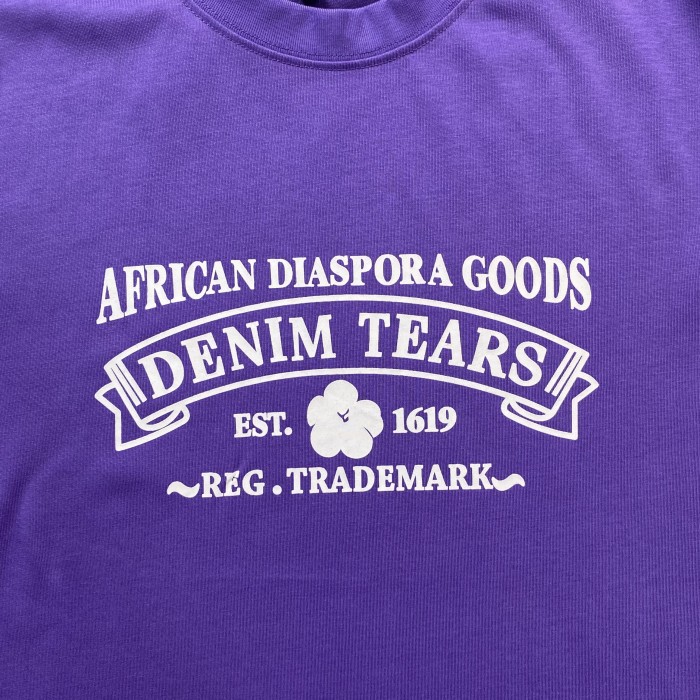 AFRICAN DIASPORA GOODS
DENIM TEARS
EST. 1619
~REG. TRADEMARK~